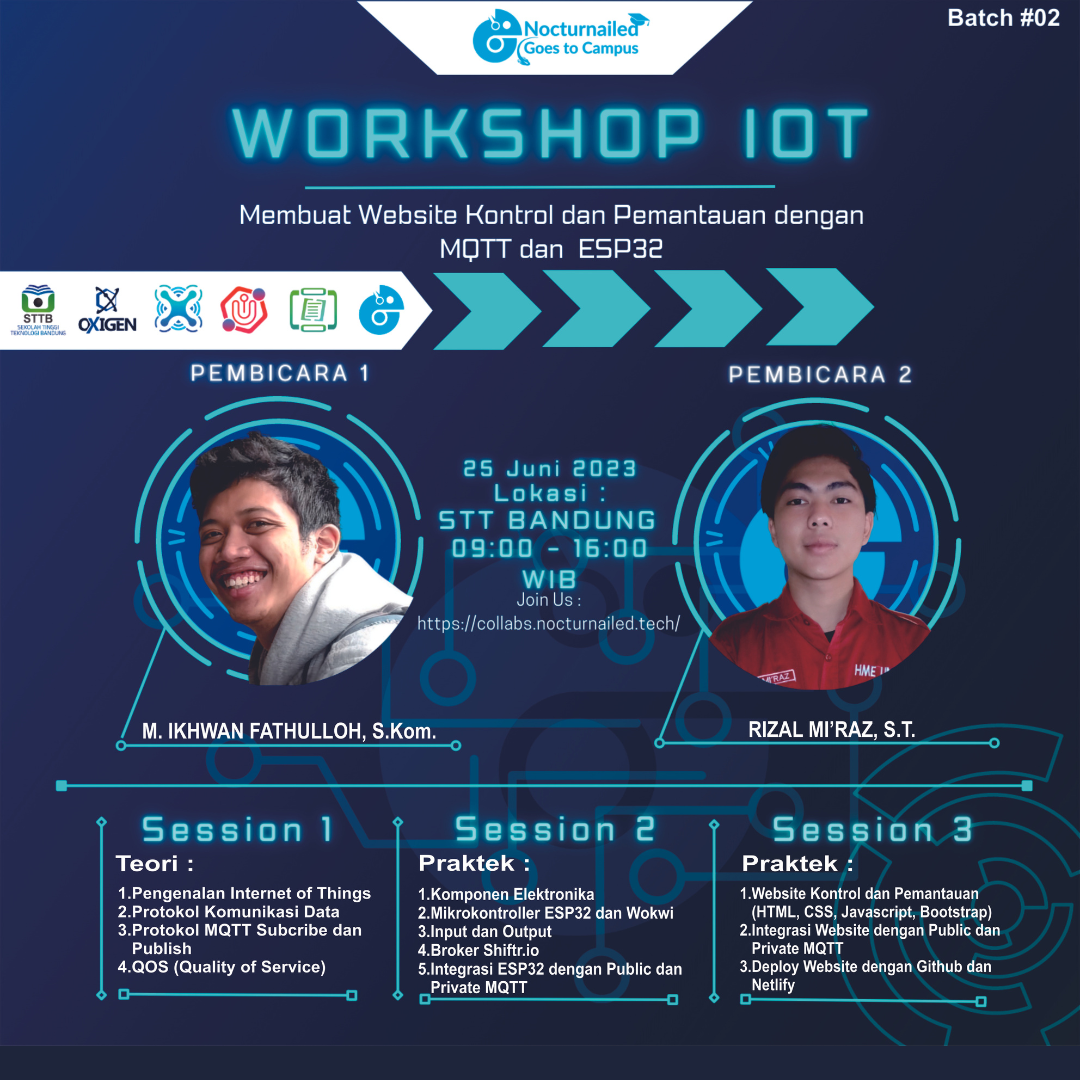 Batch #02
Nocturnailed
Goes to Campus
WORKSHOP IOT
Membuat Website Kontrol dan Pemantauan dengan
MQTT dan ESP32
STTB
SEKOLAH TINGGI
TEKNOLOGI BANDUNG
OXIGEN
PEMBICARA 1
PEMBICARA 2
25 Juni 2023
Lokasi :
STT BANDUNG
09:00 - 16:00
WIB
Join Us :
https://collabs.nocturnailed.tech/
MI'RAZ
HME
M. IKHWAN FATHULLOH, S.Kom.
RIZAL MI'RAZ, S.T.
Session 1
Teori :
1.Pengenalan Internet of Things
2.Protokol Komunikasi Data
3.Protokol MQTT Subcribe dan
Publish
4.QOS (Quality of Service)
Session 2
Praktek :
1.Komponen Elektronika
2.Mikrokontroller ESP32 dan Wokwi
3.Input dan Output
4.Broker Shiftr.io
5.Integrasi ESP32 dengan Public dan
Private MQTT
Session 3
Praktek :
1.Website Kontrol dan Pemantauan
(HTML, CSS, Javascript, Bootstrap)
2.Integrasi Website dengan Public dan
Private MQTT
3.Deploy Website dengan Github dan
Netlify